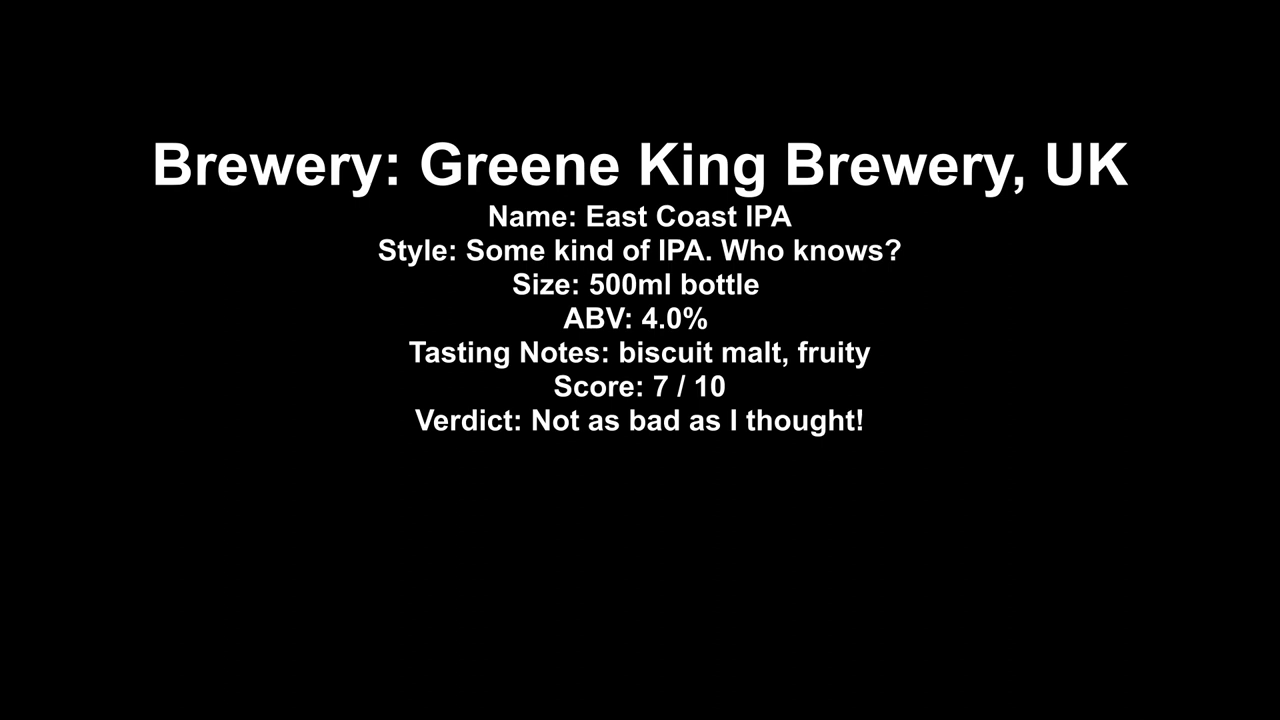 Brewery: Greene King Brewery, UK
Name: East Coast IPA
Style: Some kind of IPA. Who knows?
Size: 500ml bottle
ABV: 4.0%
Tasting Notes: biscuit malt, fruity
Score: 7 / 10
Verdict: Not as bad as I thought!